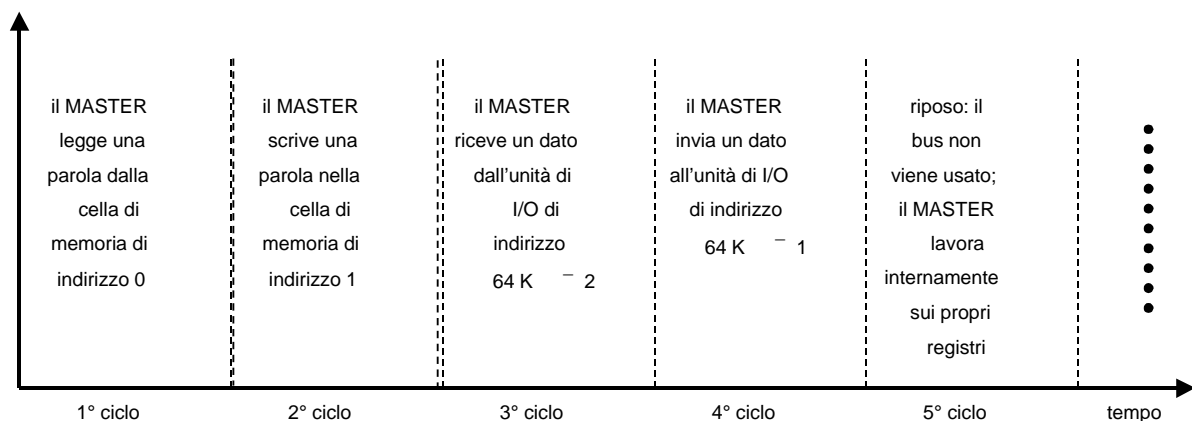 il MASTER
legge una
parola dalla
cella di
memoria di
indirizzo 0
il MASTER
scrive una
parola nella
cella di
memoria di
indirizzo 1
il MASTER
riceve un dato
dall'unità di
I/O di
indirizzo
64 K – 2
il MASTER
invia un dato
all'unità di I/O
di indirizzo
64 K – 1
riposo: il
bus non
viene usato;
il MASTER
lavora
internamente
sui propri
registri
1° ciclo
2° ciclo
3° ciclo
4° ciclo
5° ciclo
tempo